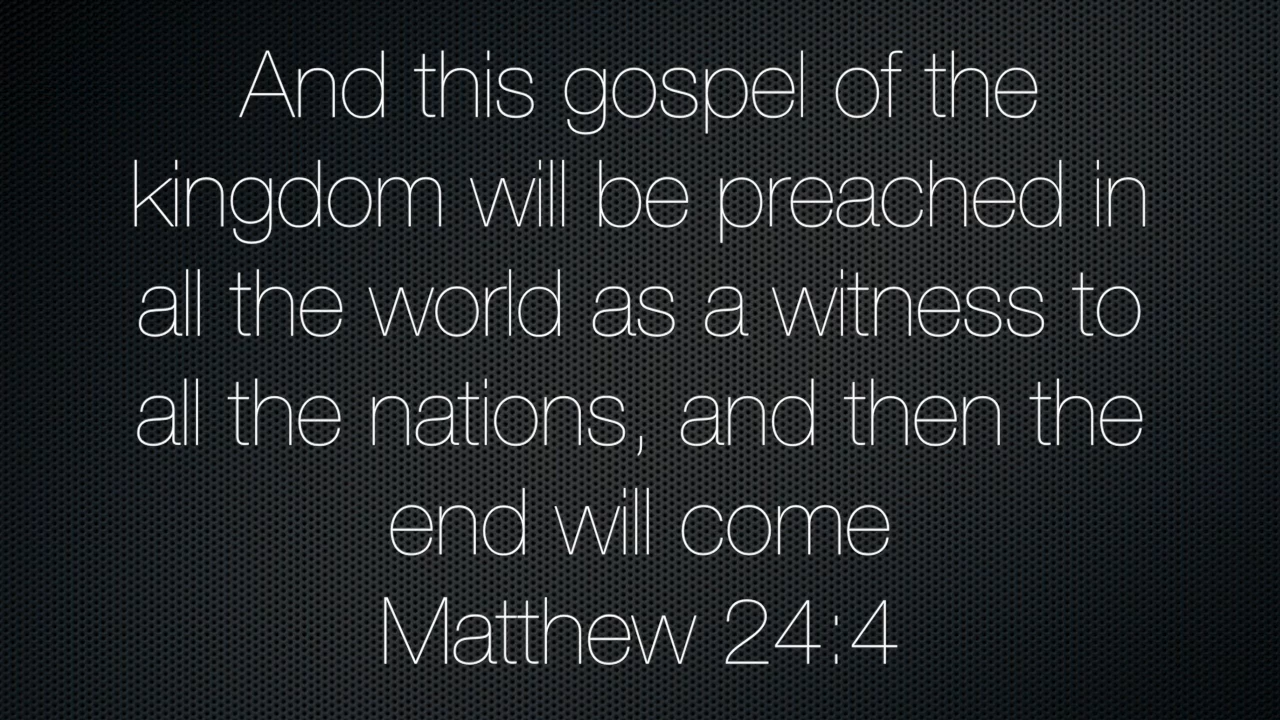 And this gospel of the
kingdom will be preached in
all the world as a witness to
all the nations, and then the
end will come
Matthew 24:4